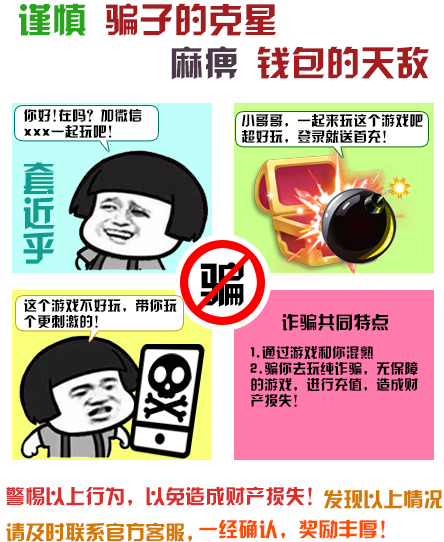 谨慎 骗子的克星
麻痹 钱包的天敌
你好!在吗?加微信
xxx一起玩吧!
套近乎
小哥哥,一起来玩这个游戏吧
超好玩,登录就送首充!
骗
这个游戏不好玩,带你玩
个更刺激的!
诈骗共同特点
1.通过游戏和你混熟
2.骗你去玩纯诈骗,无保障
的游戏,进行充值,造成财
产损失!
警惕以上行为,以免造成财产损失!发现以上情况
请及时联系官方客服,一经确认,奖励丰厚!